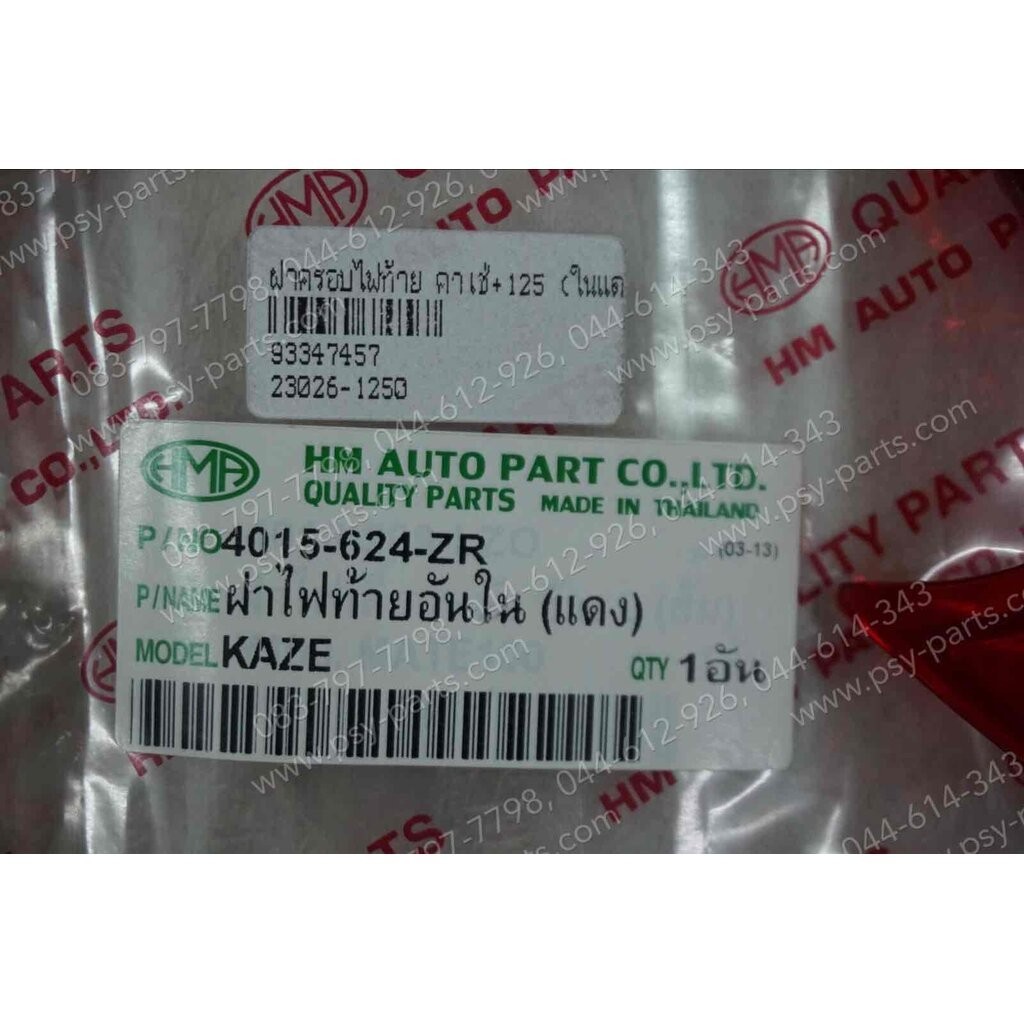 ฝาครอบไฟท้าย คาเซ่+125 (ในแด
93347457
23026-1250
HMA
HM AUTO PART CO.,LTD.
QUALITY PARTS MADE IN THAILAND
P/NO 4015-624-ZR (03-13)
P/NAME ฝาไฟท้ายอันใน (แดง)
MODEL KAZE QTY 1อัน
HMA
HMA
QUALITY PARTS
HM AUTO PART CO.,LTD.
083-797-7798, 044-612-926, 044-614-343
www.psy-parts.com